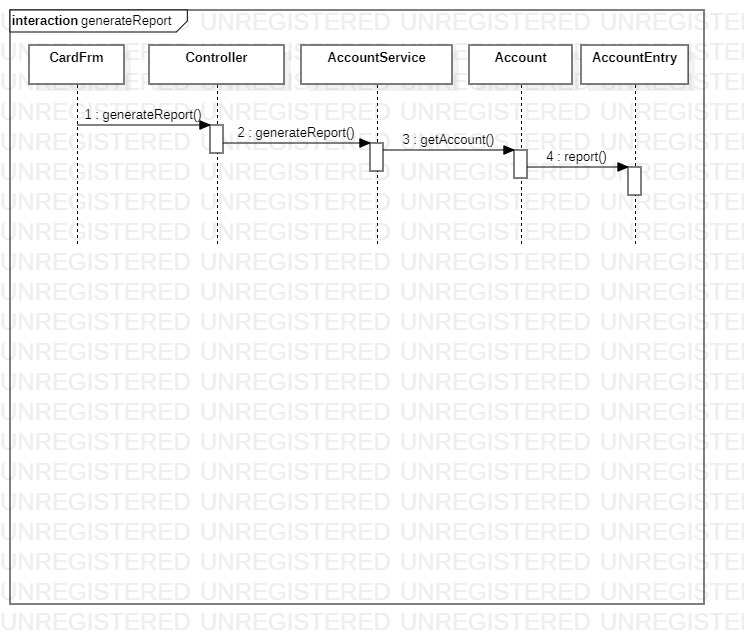 interaction generateReport
CardFrm
Controller
AccountService
Account
AccountEntry
1 : generateReport()
2 : generateReport()
3 : getAccount()
4 : report()
UNREGISTERED UNREGISTERED UNREGISTERED UNREGISTERED